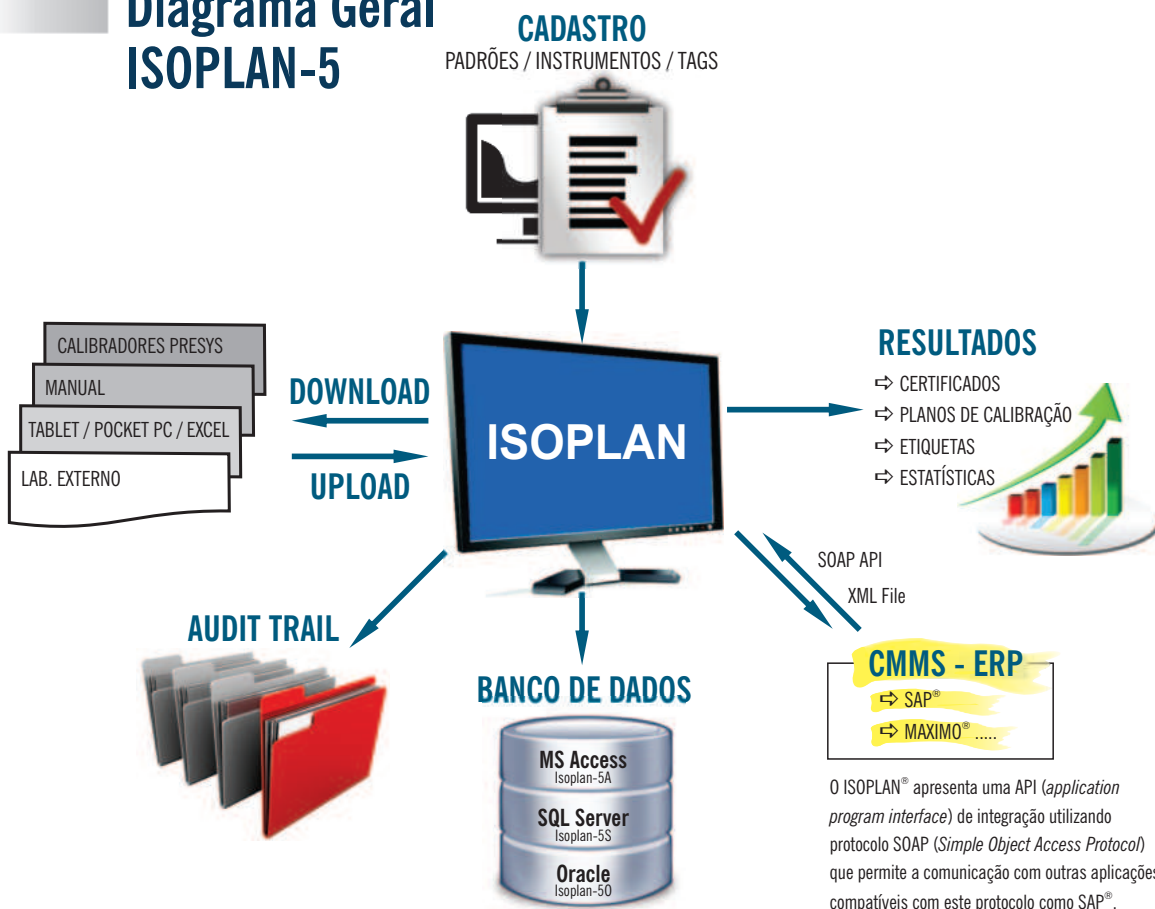 Diagrama Geral
ISOPLAN-5
CADASTRO
PADRÕES / INSTRUMENTOS / TAGS
CALIBRADORES PRESYS
MANUAL
TABLET / POCKET PC / EXCEL
LAB. EXTERNO
DOWNLOAD
UPLOAD
ISOPLAN
RESULTADOS
⇨ CERTIFICADOS
⇨ PLANOS DE CALIBRAÇÃO
⇨ ETIQUETAS
⇨ ESTATÍSTICAS
SOAP API
XML File
AUDIT TRAIL
BANCO DE DADOS
MS Access
Isoplan-5A
SQL Server
Isoplan-5S
Oracle
Isoplan-5O
CMMS - ERP
⇨ SAP®
⇨ MAXIMO® .....
O ISOPLAN® apresenta uma API (application
program interface) de integração utilizando
protocolo SOAP (Simple Object Access Protocol)
que permite a comunicação com outras aplicações
compatíveis com este protocolo como SAP®.